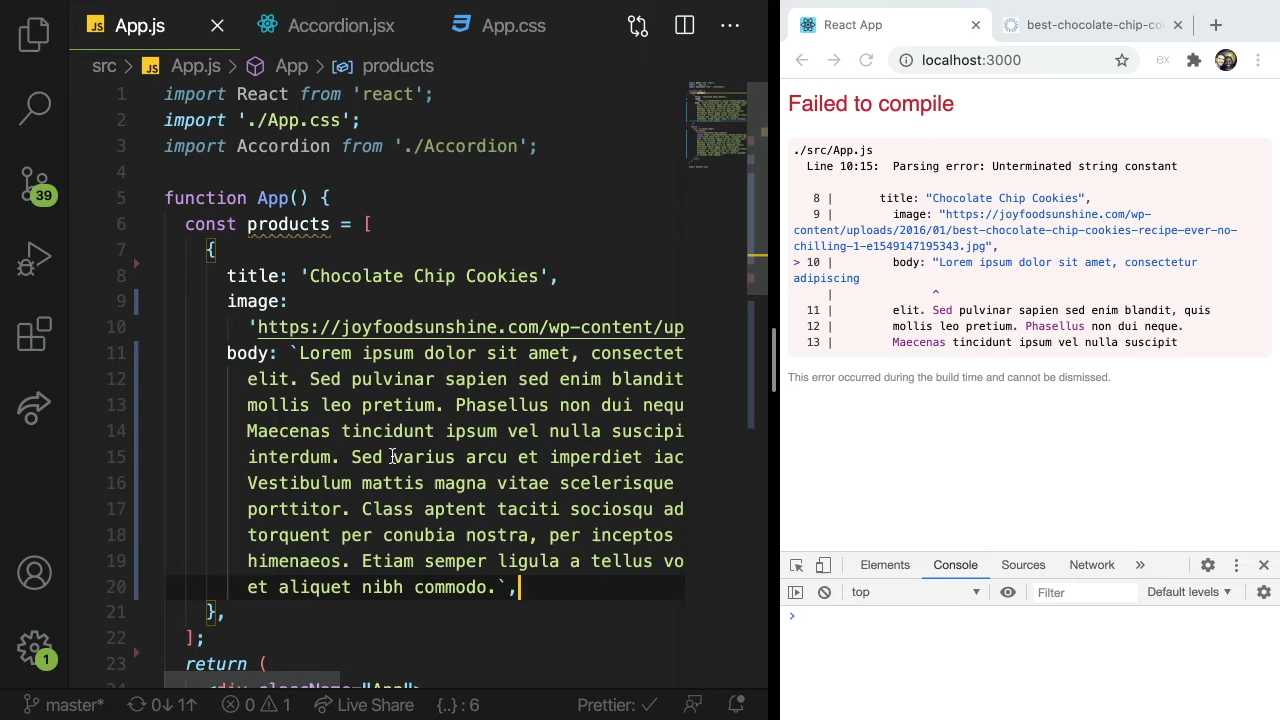 JS App.js
Accordion.jsx
App.css
src > JS App.js > App > products
1 import React from 'react';
2 import './App.css';
3 import Accordion from './Accordion';
4
5 function App() {
6 const products = [
7 {
8 title: 'Chocolate Chip Cookies',
9 image:
10 'https://joyfoodsunshine.com/wp-content/up
11 body: `Lorem ipsum dolor sit amet, consectet
12 elit. Sed pulvinar sapien sed enim blandit
13 mollis leo pretium. Phasellus non dui nequ
14 Maecenas tincidunt ipsum vel nulla suscipi
15 interdum. Sed varius arcu et imperdiet iac
16 Vestibulum mattis magna vitae scelerisque
17 porttitor. Class aptent taciti sociosqu ad
18 torquent per conubia nostra, per inceptos
19 himenaeos. Etiam semper ligula a tellus vo
20 et aliquet nibh commodo.`,
21 },
22 ];
23 return (
24 <div className="App">
39
1
master* 0↓ 1↑ 0 1 Live Share {..} : 6 Prettier: ✓
React App
best-chocolate-chip-co
localhost:3000
ex
Failed to compile
./src/App.js
Line 10:15: Parsing error: Unterminated string constant
8 | title: "Chocolate Chip Cookies",
9 | image: "https://joyfoodsunshine.com/wp-
content/uploads/2016/01/best-chocolate-chip-cookies-recipe-ever-no-
chilling-1-e1549147195343.jpg",
> 10 | body: "Lorem ipsum dolor sit amet, consectetur
adipiscing
| ^
11 | elit. Sed pulvinar sapien sed enim blandit, quis
12 | mollis leo pretium. Phasellus non dui neque.
13 | Maecenas tincidunt ipsum vel nulla suscipit
This error occurred during the build time and cannot be dismissed.
Elements Console Sources Network »
top Filter Default levels
>